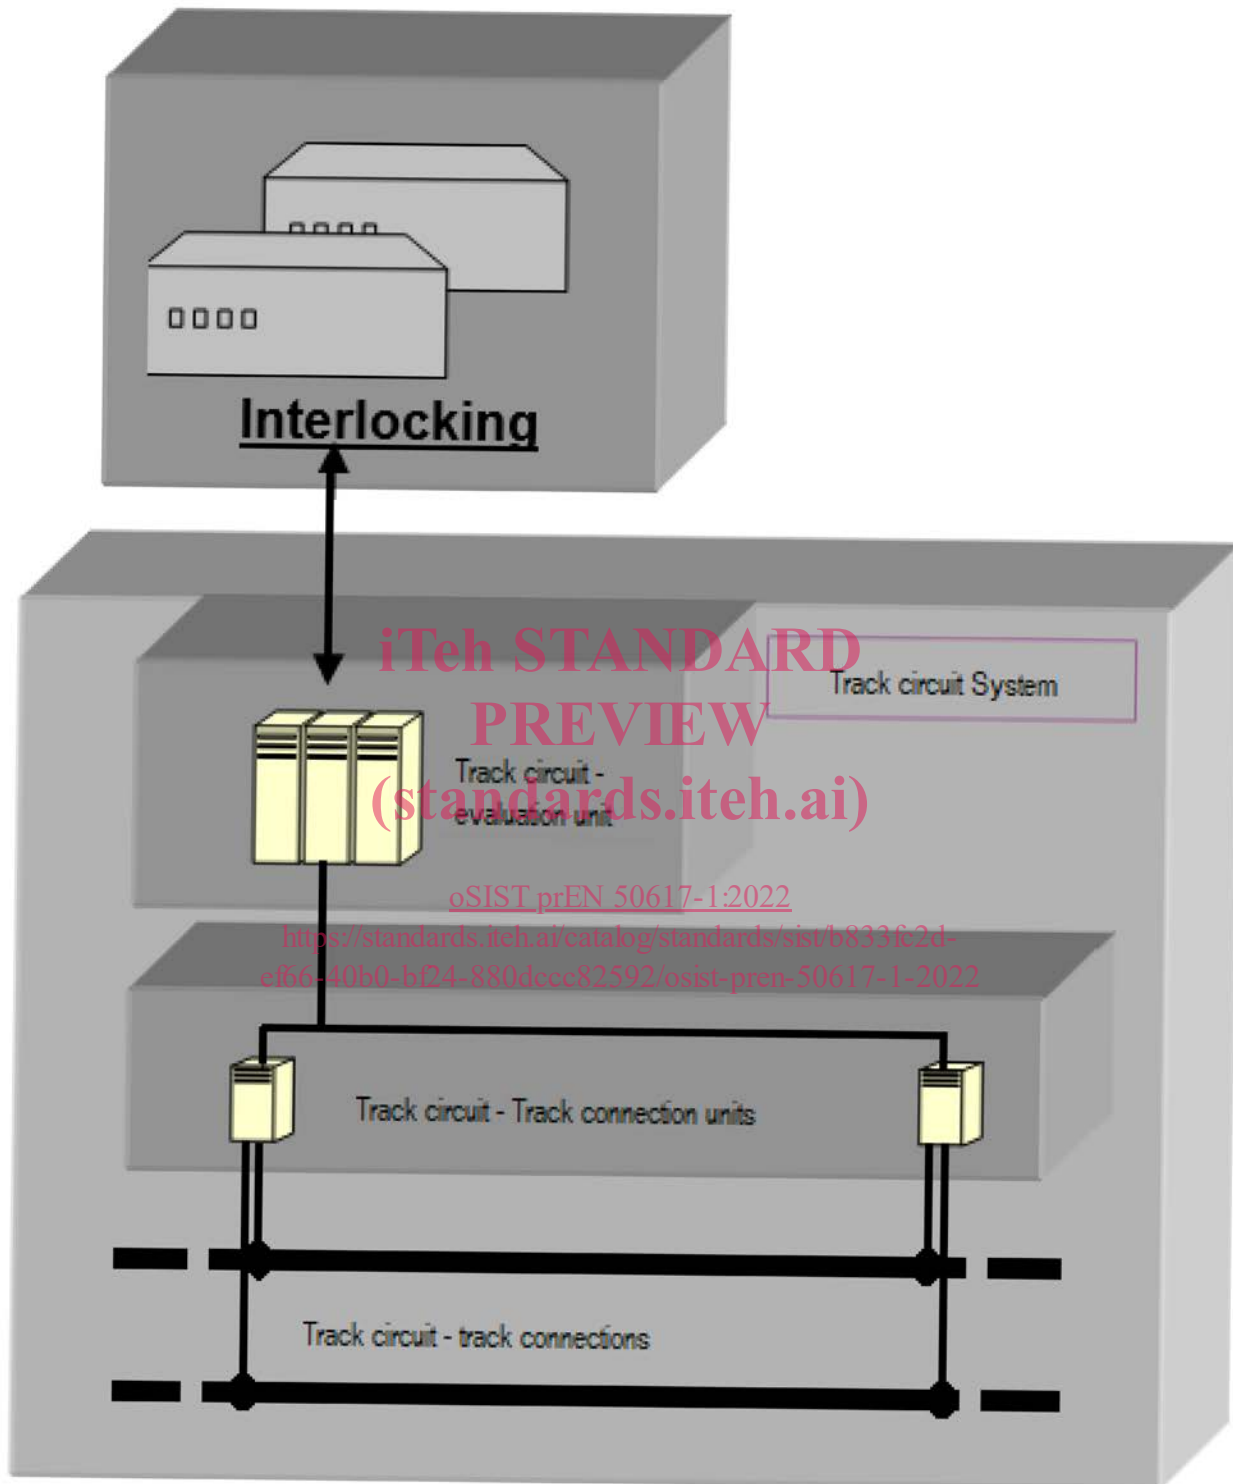 Interlocking
iTeh STANDARD
PREVIEW
(standards.iteh.ai)
Track circuit System
Track circuit -
evaluation unit
oSIST prEN 50617-1:2022
https://standards.iteh.ai/catalog/standards/sist/b833fc2d-
ef66-40b0-bf24-880dccc82592/osist-pren-50617-1-2022
Track circuit - Track connection units
Track circuit - track connections